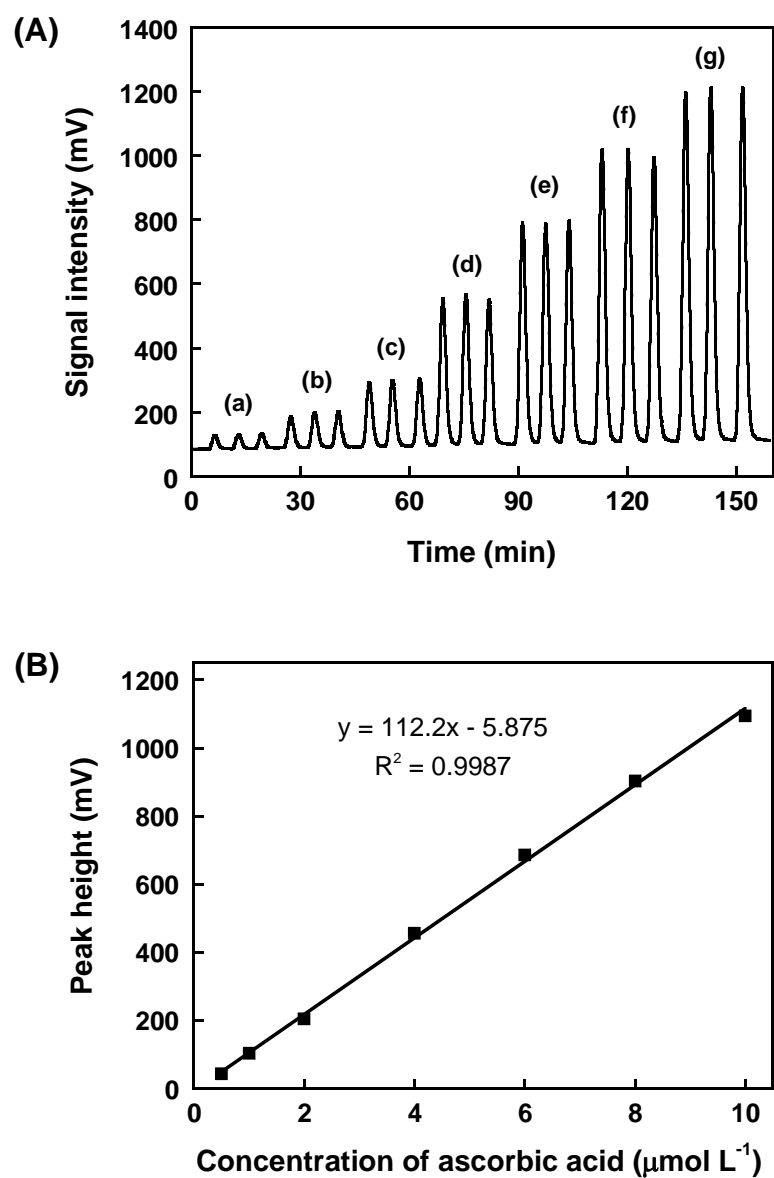 (A)
1400
1200
1000
800
600
400
200
0
Signal intensity (mV)
(a)
(b)
(c)
(d)
(e)
(f)
(g)
0 30 60 90 120 150
Time (min)
(B)
1200
1000
800
600
400
200
0
Peak height (mV)
y = 112.2x - 5.875
R² = 0.9987
0 2 4 6 8 10
Concentration of ascorbic acid (μmol L⁻¹)